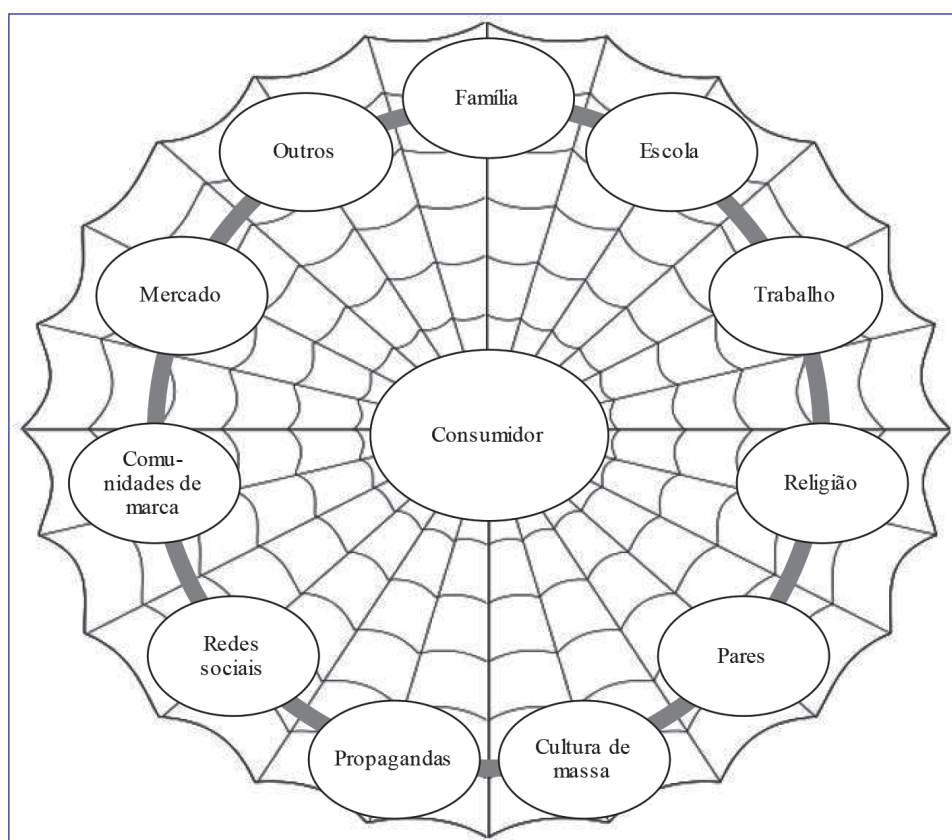 Família
Escola
Outros
Mercado
Trabalho
Consumidor
Comu-
nidades de
marca
Religião
Redes
sociais
Pares
Propagandas
Cultura de
massa